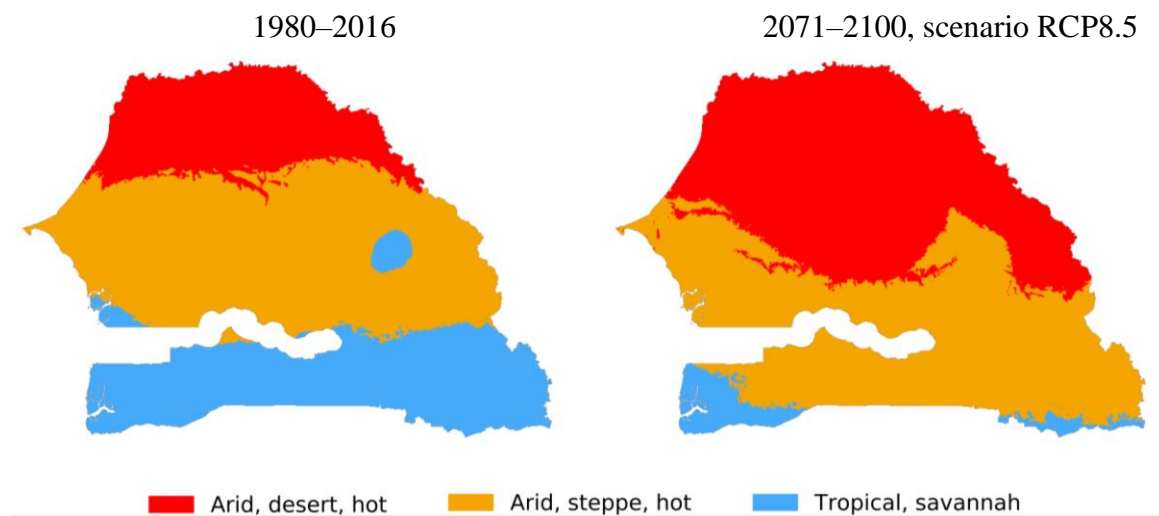 1980–2016
2071–2100, scenario RCP8.5
Arid, desert, hot
Arid, steppe, hot
Tropical, savannah